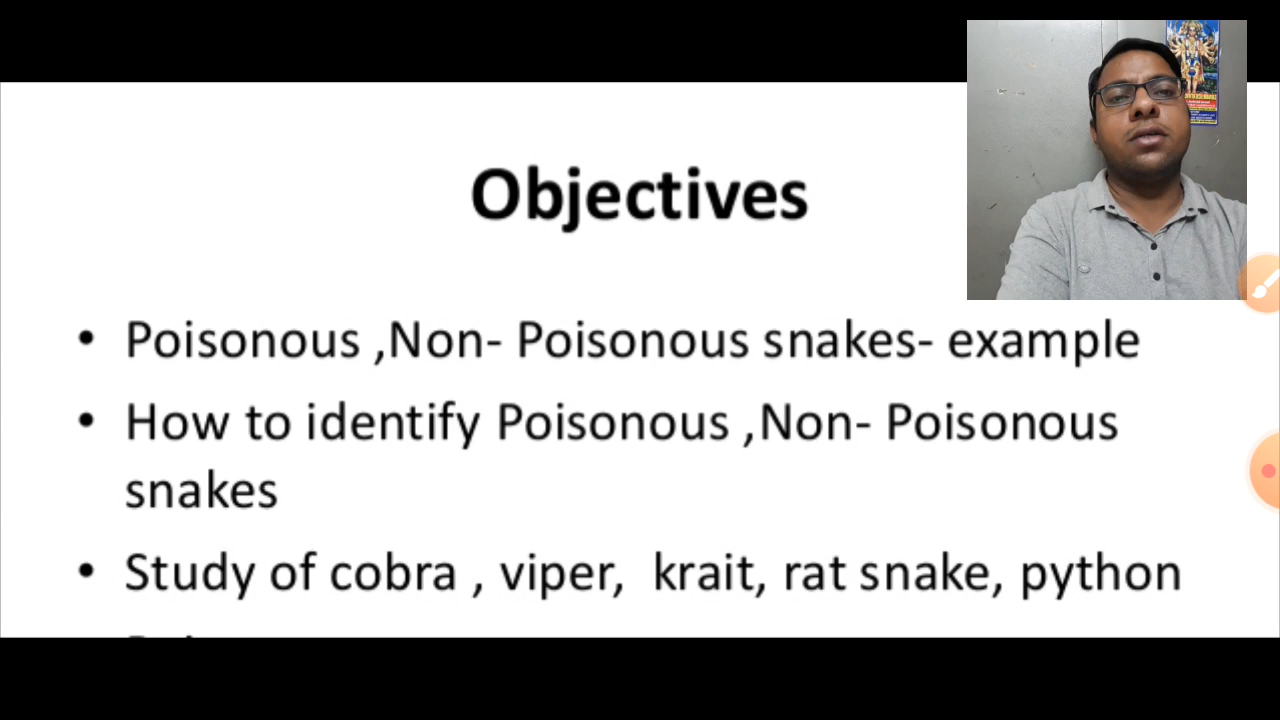 Objectives
• Poisonous ,Non- Poisonous snakes- example
• How to identify Poisonous ,Non- Poisonous
snakes
• Study of cobra , viper, krait, rat snake, python